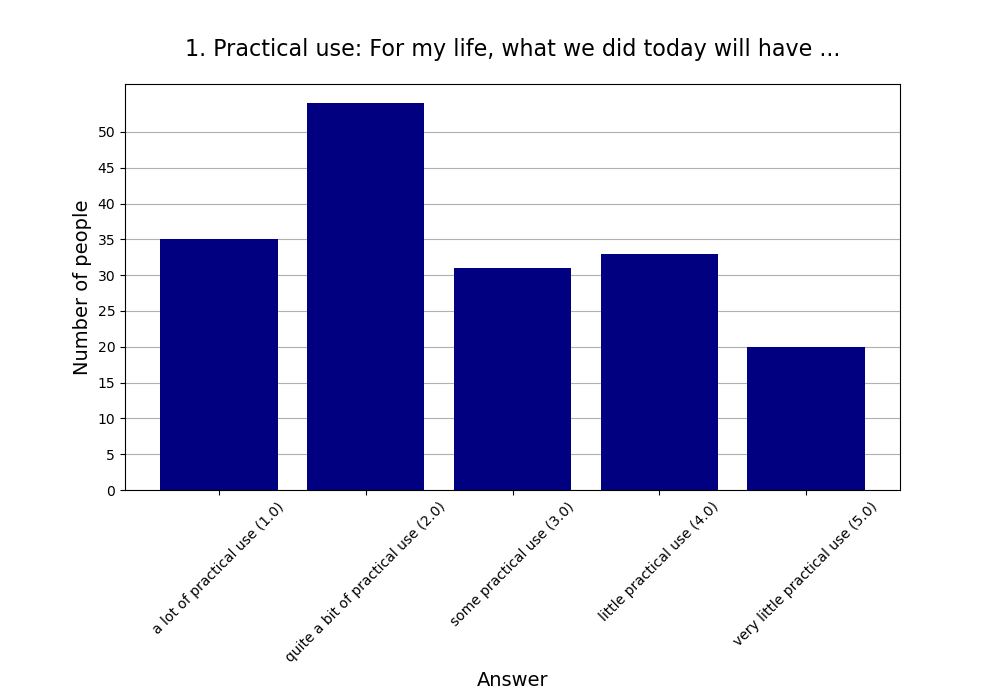 1. Practical use: For my life, what we did today will have ...
Number of people
50
45
40
35
30
25
20
15
10
5
0
a lot of practical use (1.0)
quite a bit of practical use (2.0)
some practical use (3.0)
little practical use (4.0)
very little practical use (5.0)
Answer